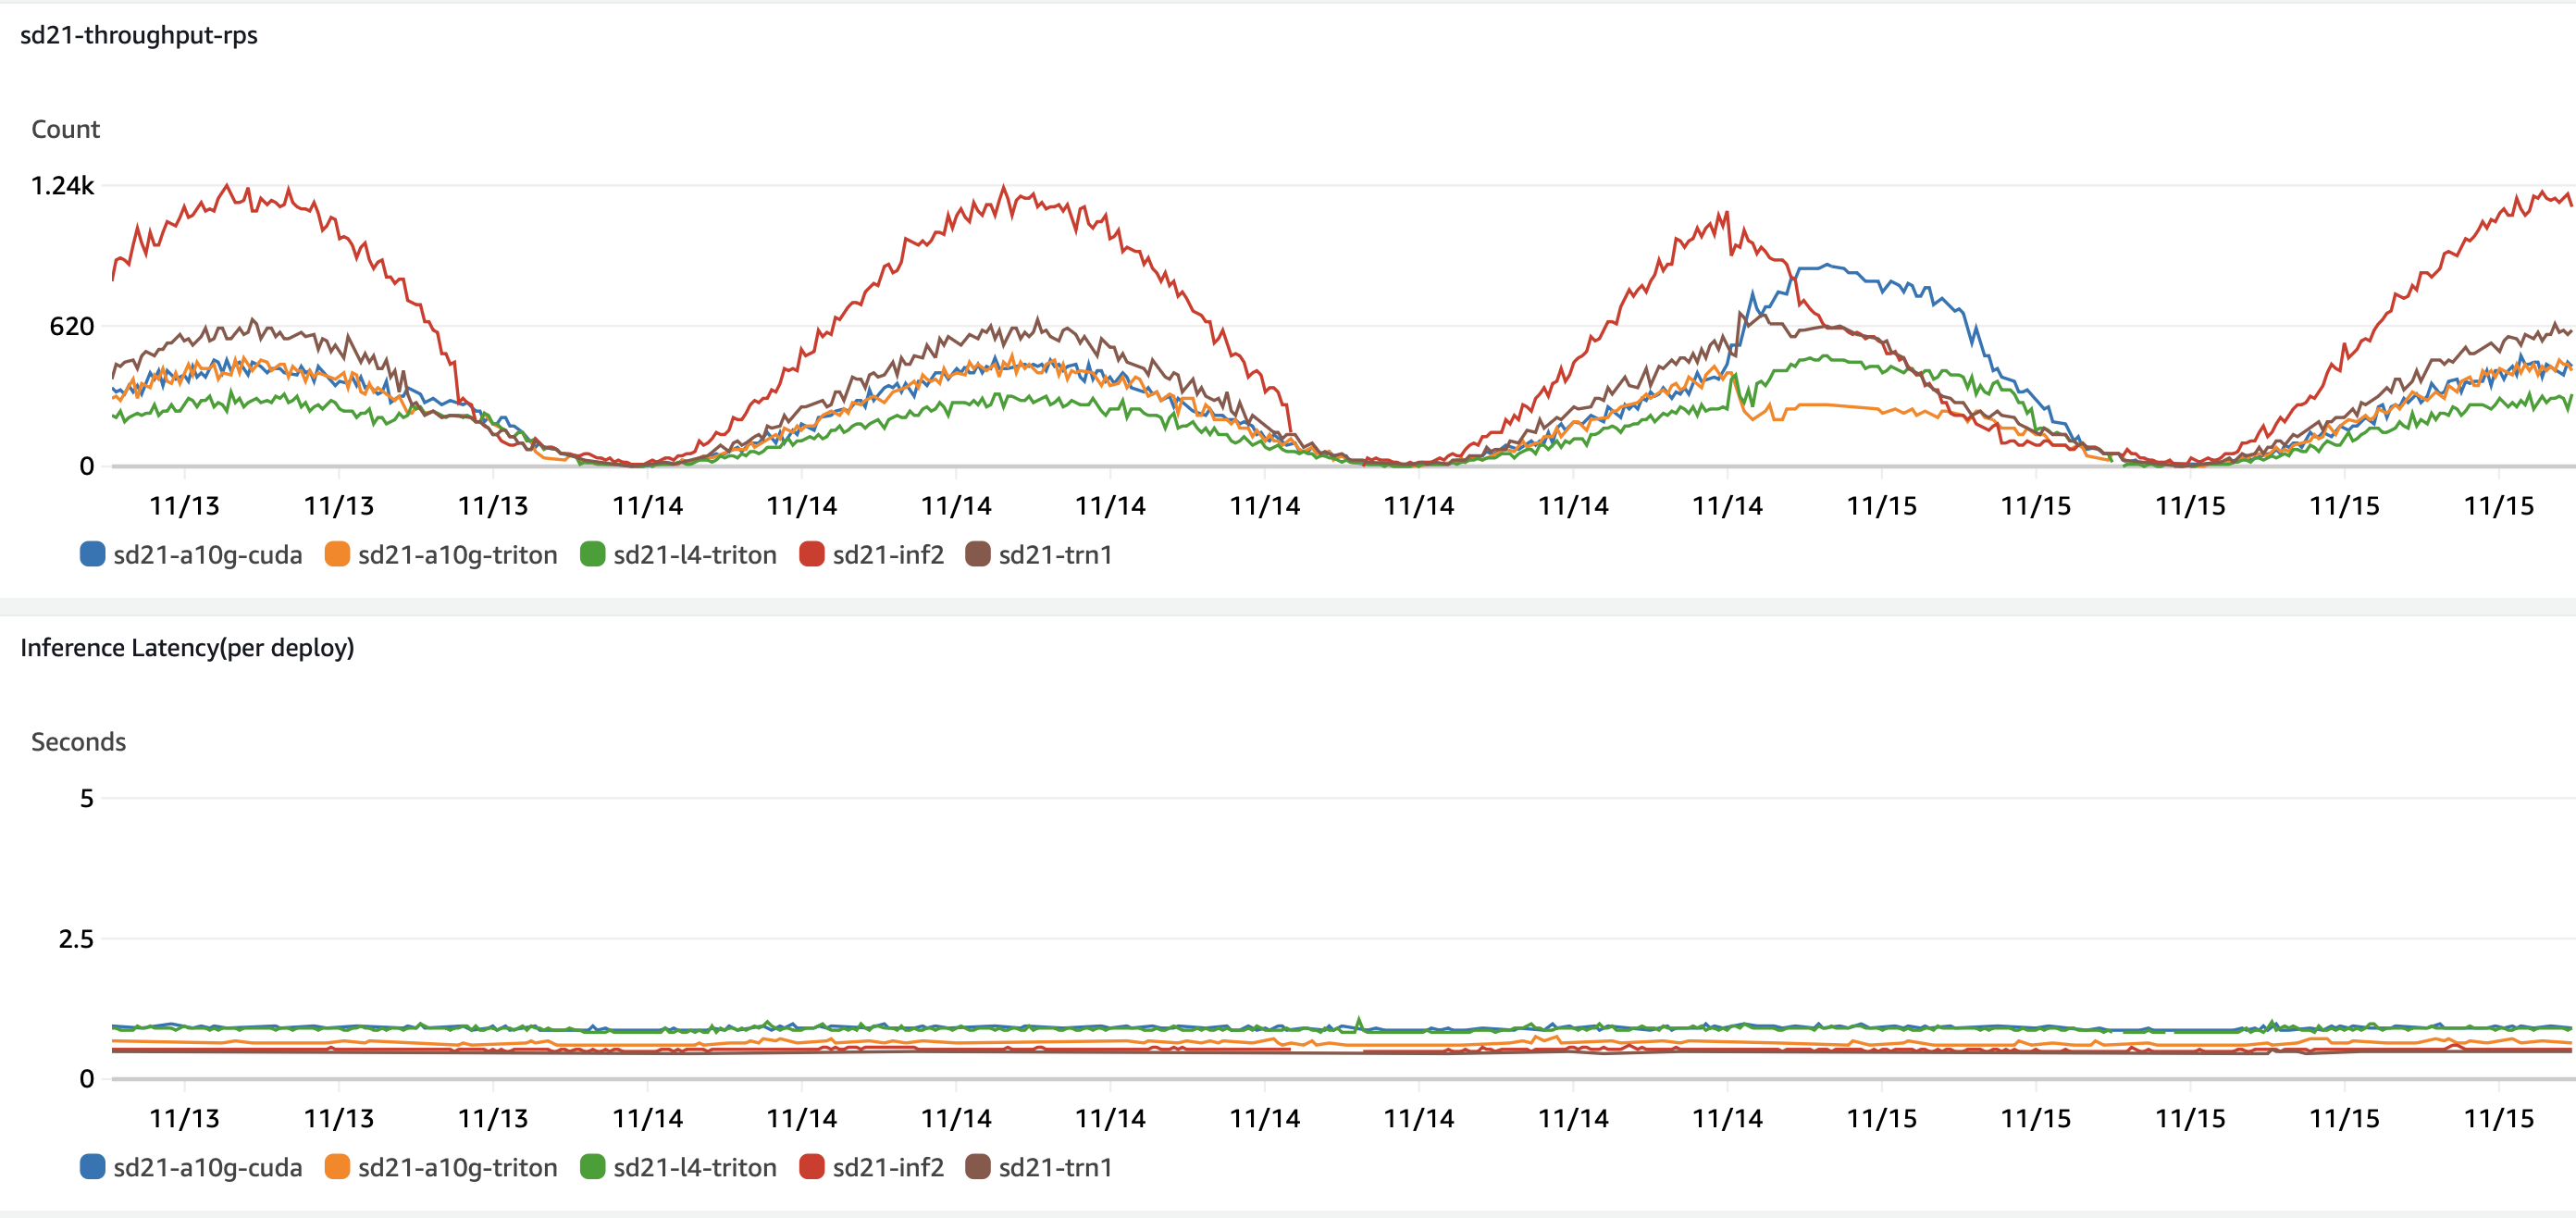 sd21-throughput-rps
Count
1.24k
620
0
11/13 11/13 11/13 11/14 11/14 11/14 11/14 11/14 11/14 11/14 11/14 11/15 11/15 11/15 11/15 11/15
sd21-a10g-cuda sd21-a10g-triton sd21-l4-triton sd21-inf2 sd21-trn1
Inference Latency(per deploy)
Seconds
5
2.5
0
11/13 11/13 11/13 11/14 11/14 11/14 11/14 11/14 11/14 11/14 11/14 11/15 11/15 11/15 11/15 11/15
sd21-a10g-cuda sd21-a10g-triton sd21-l4-triton sd21-inf2 sd21-trn1